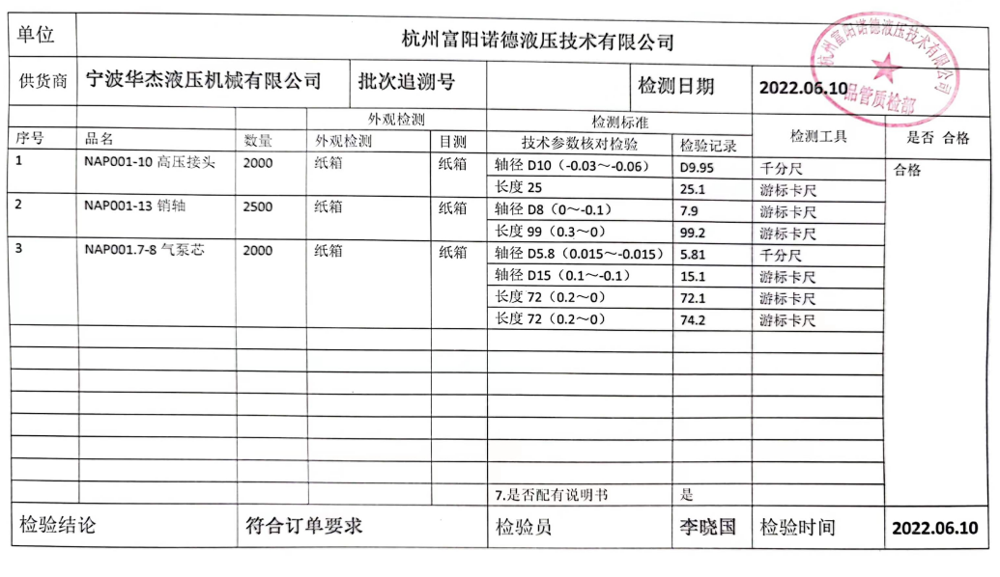 单位 杭州富阳诺德液压技术有限公司
供货商 宁波华杰液压机械有限公司 批次追溯号 检测日期 2022.06.10
杭州富阳诺德液压技术有限公司
品管质检部
外观检测 检测标准 检测工具 是否 合格
序号 品名 数量 外观检测 目测 技术参数核对检验 检验记录
1 NAP001-10 高压接头 2000 纸箱 纸箱 轴径 D10（-0.03～-0.06） D9.95 千分尺 合格
长度 25 25.1 游标卡尺
2 NAP001-13 销轴 2500 纸箱 纸箱 轴径 D8（0～-0.1） 7.9 游标卡尺
长度 99（0.3～0） 99.2 游标卡尺
3 NAP001.7-8 气泵芯 2000 纸箱 纸箱 轴径 D5.8（0.015～-0.015） 5.81 千分尺
轴径 D15（0.1～-0.1） 15.1 游标卡尺
长度 72（0.2～0） 72.1 游标卡尺
长度 72（0.2～0） 74.2 游标卡尺
7.是否配有说明书 是
检验结论 符合订单要求 检验员 李晓国 检验时间 2022.06.10